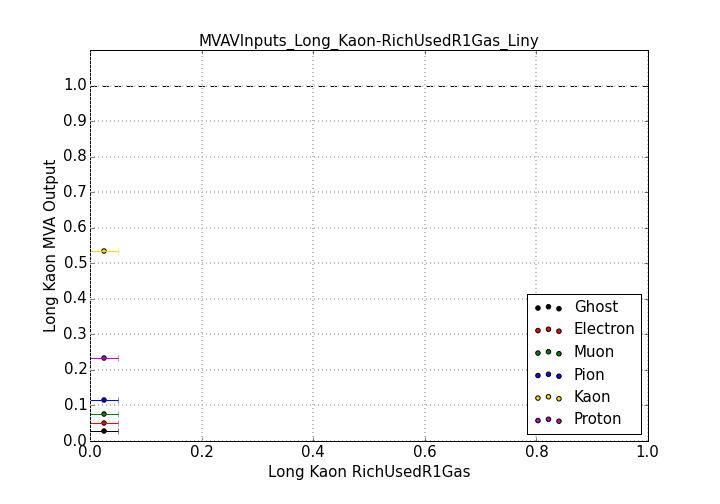 MVAVInputs_Long_Kaon-RichUsedR1Gas_Liny
1.0
0.9
0.8
0.7
0.6
0.5
0.4
0.3
0.2
0.1
0.0
Long Kaon MVA Output
Ghost
Electron
Muon
Pion
Kaon
Proton
0.0 0.2 0.4 0.6 0.8 1.0
Long Kaon RichUsedR1Gas